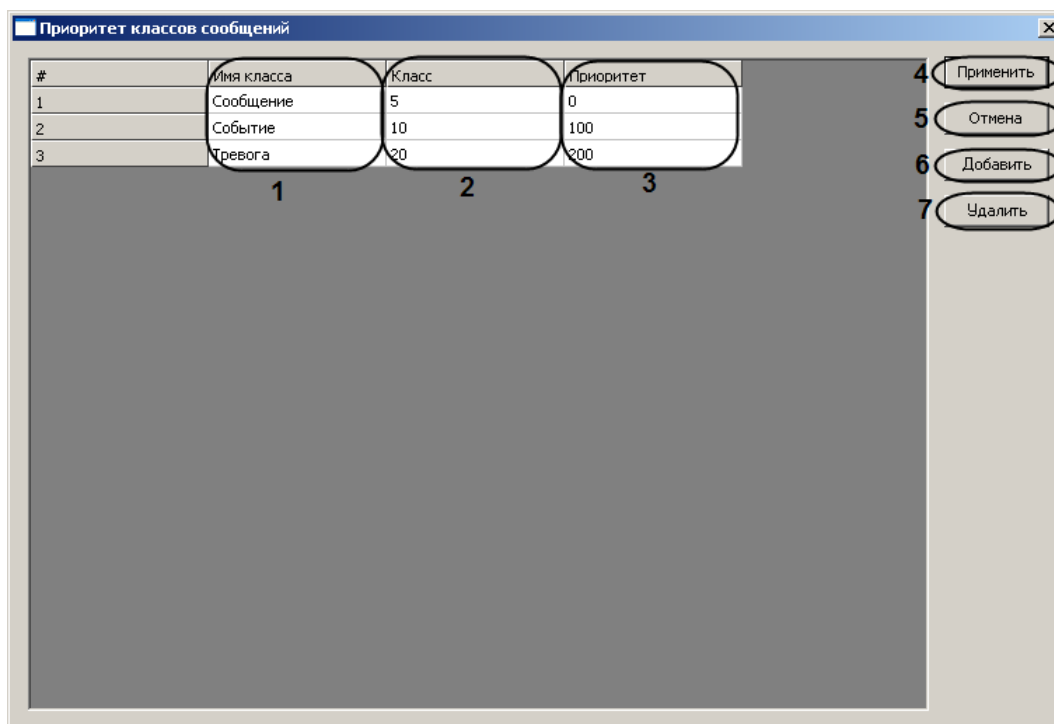 Приоритет классов сообщений
# Имя класса Класс Приоритет
1 Сообщение 5 0
2 Событие 10 100
3 Тревога 20 200
1 2 3
4 Применить
5 Отмена
6 Добавить
7 Удалить